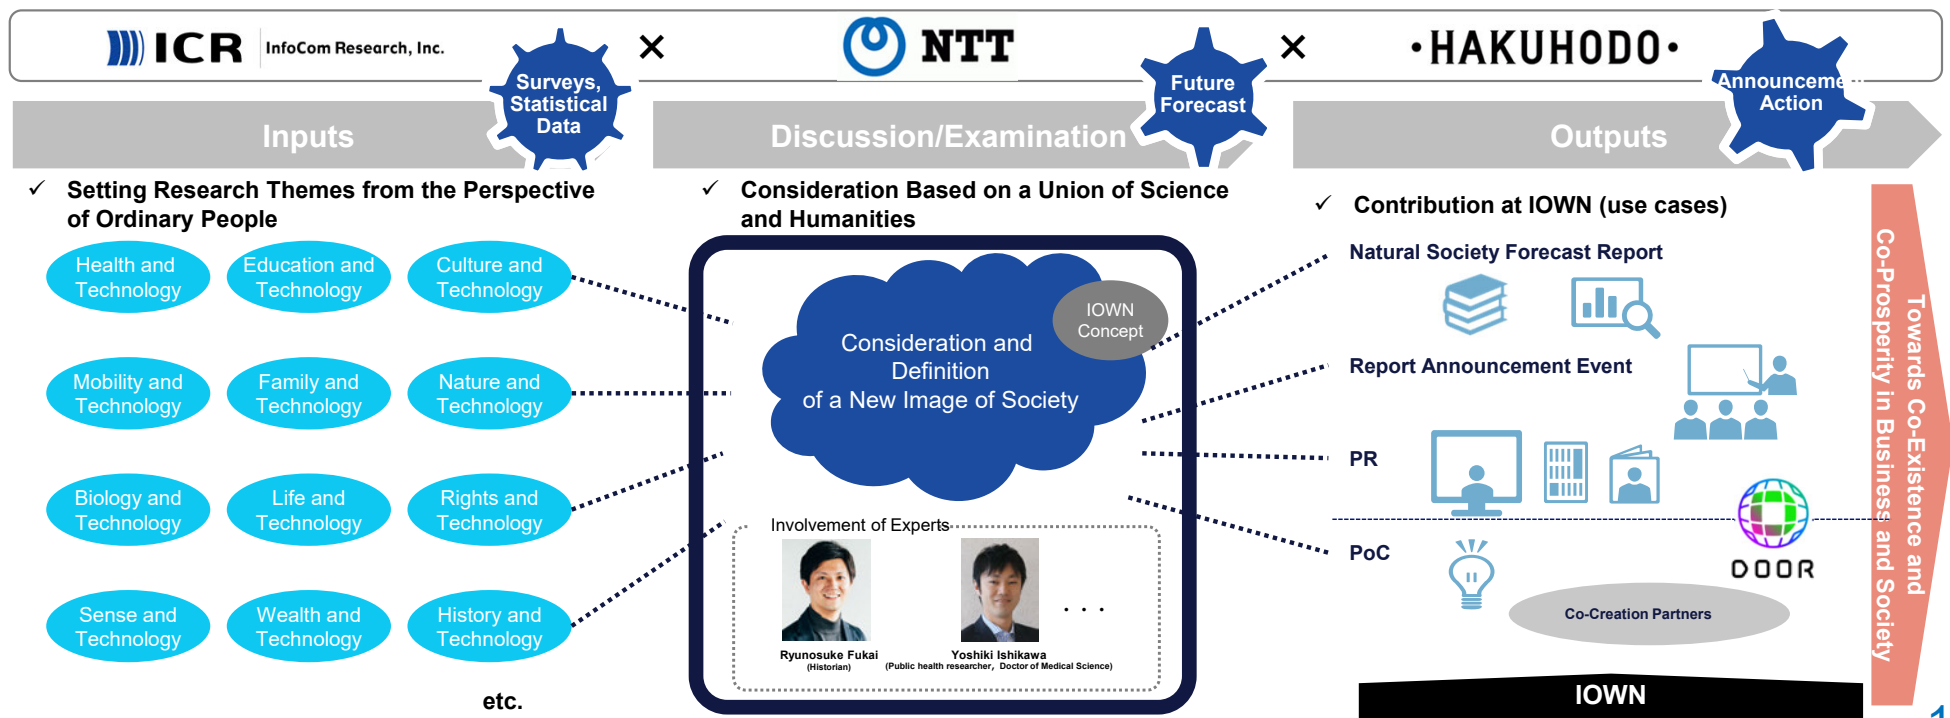 ICR InfoCom Research, Inc.
×
NTT
×
·HAKUHODO·
Surveys,
Statistical
Data
Future
Forecast
Announceme
Action
Inputs
Discussion/Examination
Outputs
✓ Setting Research Themes from the Perspective
of Ordinary People
Health and
Technology
Education and
Technology
Culture and
Technology
Mobility and
Technology
Family and
Technology
Nature and
Technology
Biology and
Technology
Life and
Technology
Rights and
Technology
Sense and
Technology
Wealth and
Technology
History and
Technology
etc.
✓ Consideration Based on a Union of Science
and Humanities
IOWN
Concept
Consideration and
Definition
of a New Image of Society
Involvement of Experts
Ryunosuke Fukai
(Historian)
Yoshiki Ishikawa
(Public health researcher, Doctor of Medical Science)
. . .
✓ Contribution at IOWN (use cases)
Natural Society Forecast Report
Report Announcement Event
PR
PoC
DOOR
Co-Creation Partners
IOWN
Towards Co-Existence and
Co-Prosperity in Business and Society
1